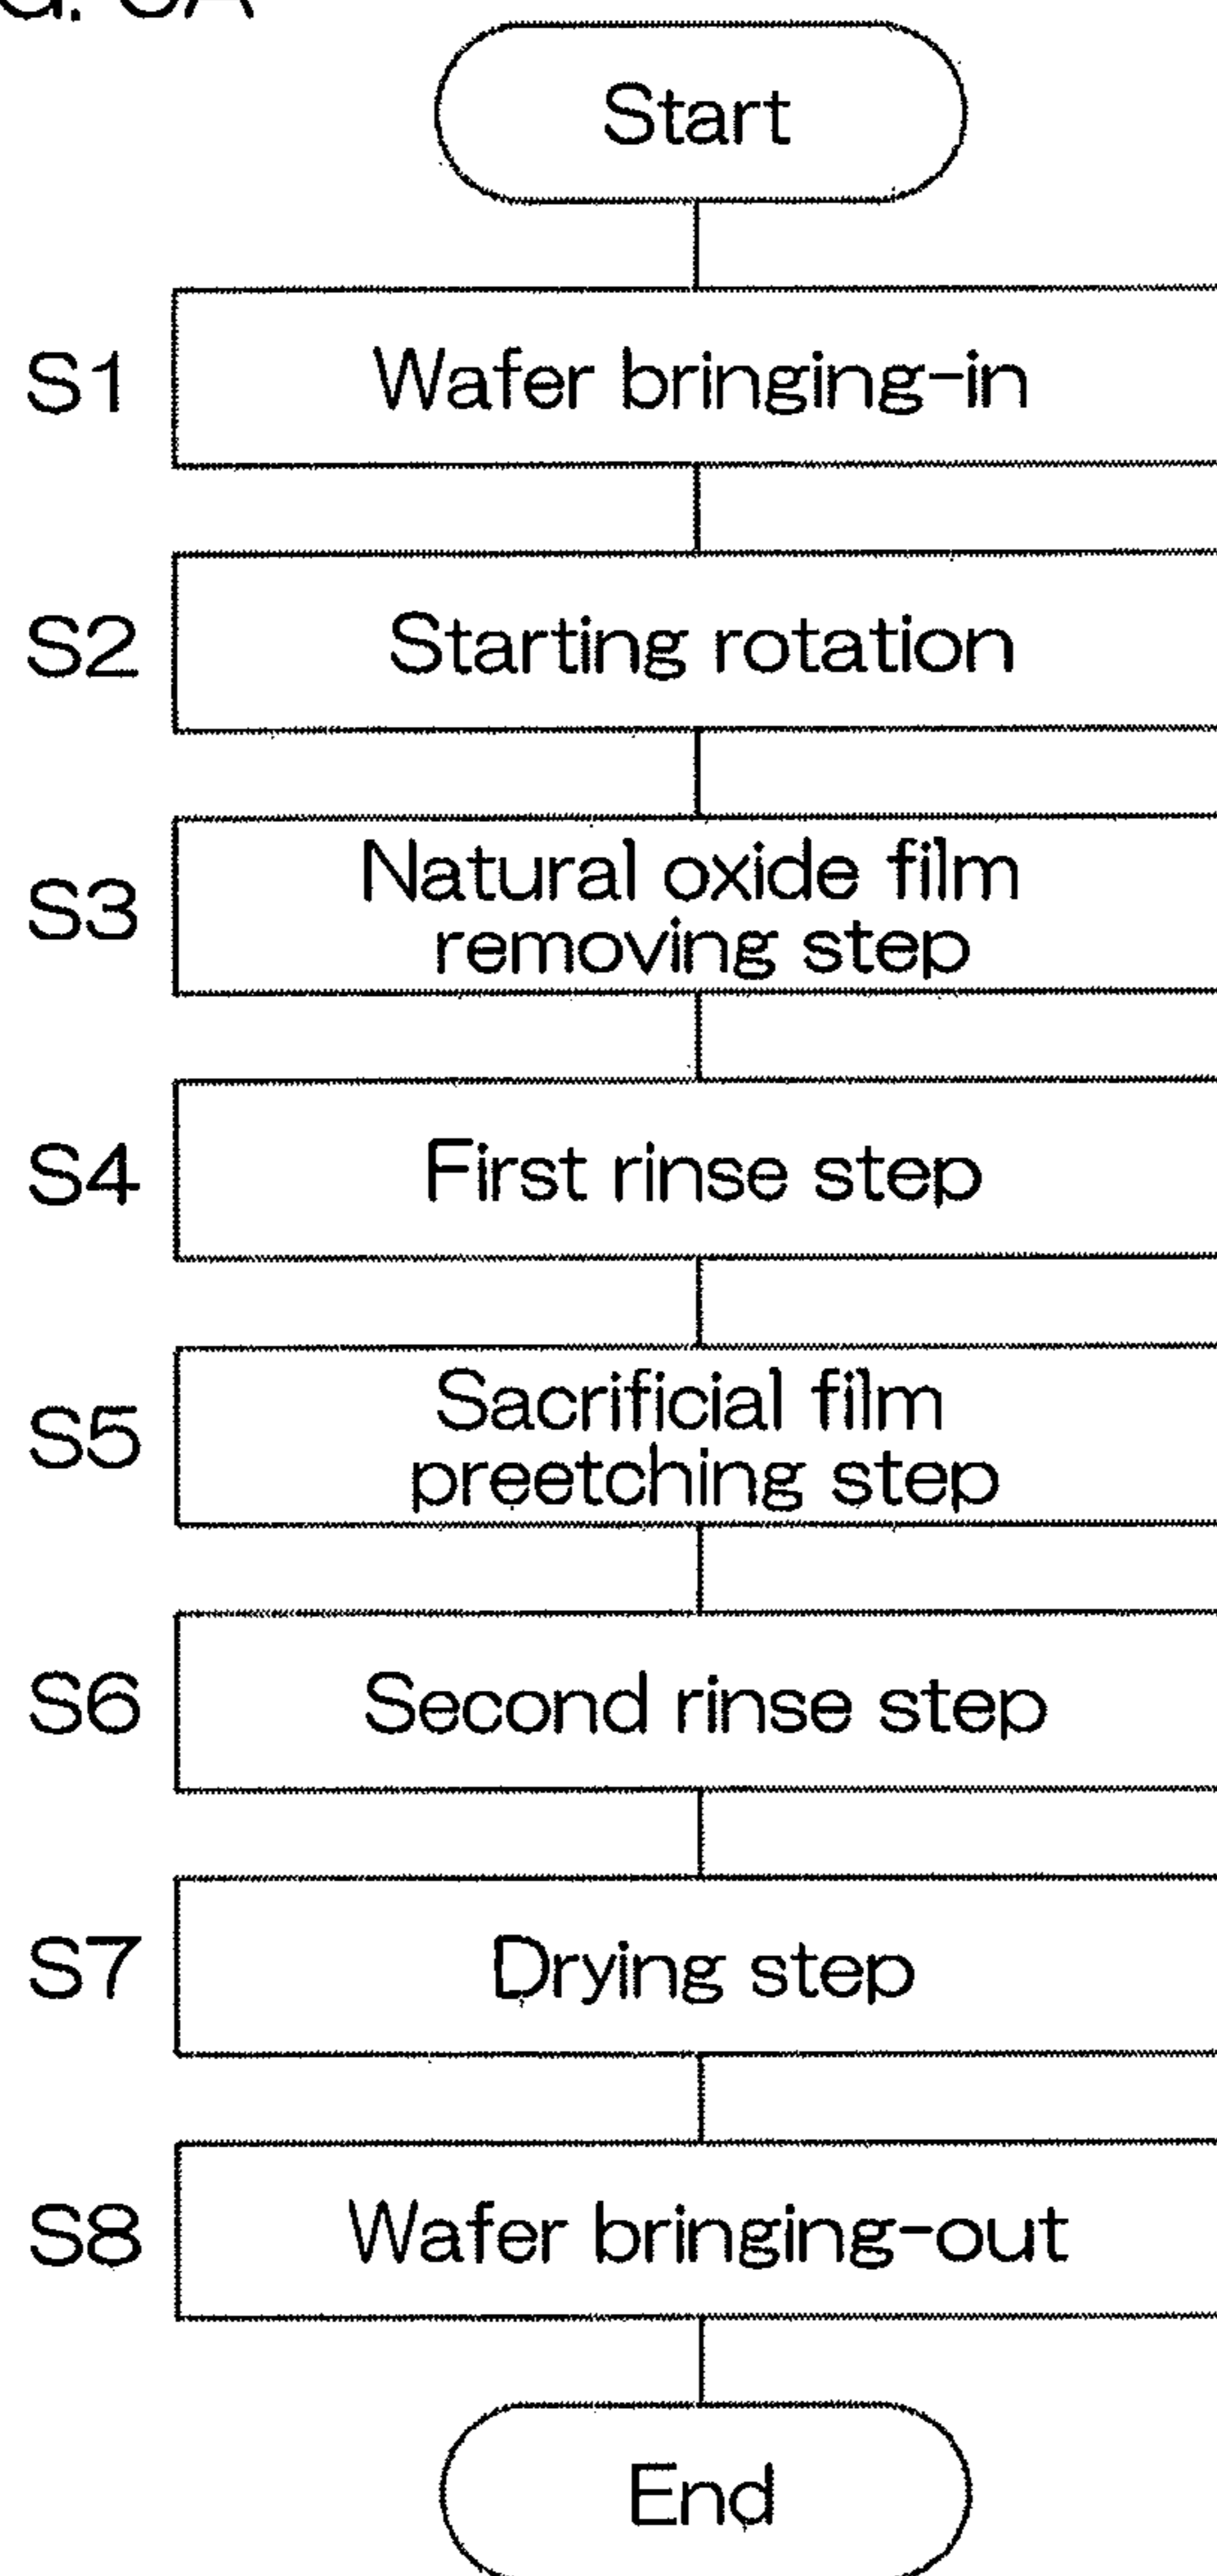 Start
S1 Wafer bringing-in
S2 Starting rotation
S3 Natural oxide film
removing step
S4 First rinse step
S5 Sacrificial film
preetching step
S6 Second rinse step
S7 Drying step
S8 Wafer bringing-out
End